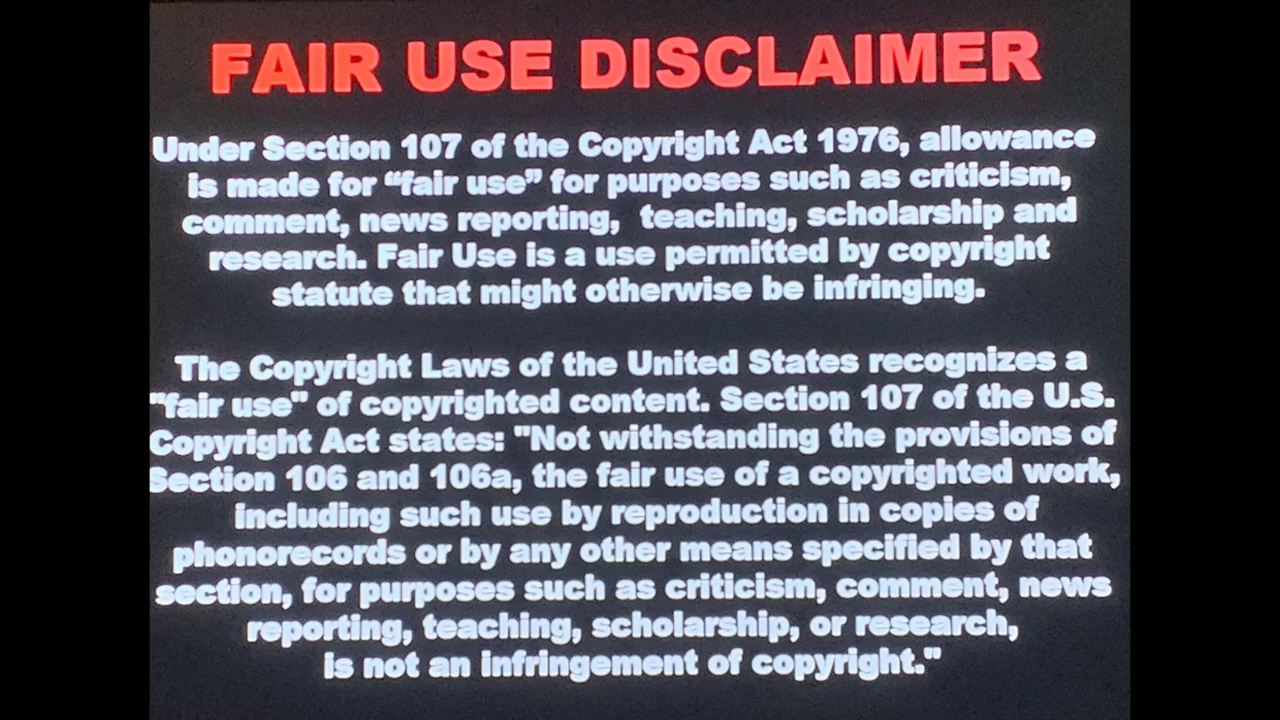 FAIR USE DISCLAIMER
Under Section 107 of the Copyright Act 1976, allowance
is made for “fair use” for purposes such as criticism,
comment, news reporting,  teaching, scholarship and
research. Fair Use is a use permitted by copyright
statute that might otherwise be infringing.
The Copyright Laws of the United States recognizes a
"fair use" of copyrighted content. Section 107 of the U.S.
Copyright Act states: "Not withstanding the provisions of
Section 106 and 106a, the fair use of a copyrighted work,
including such use by reproduction in copies of
phonorecords or by any other means specified by that
section, for purposes such as criticism, comment, news
reporting, teaching, scholarship, or research,
is not an infringement of copyright."